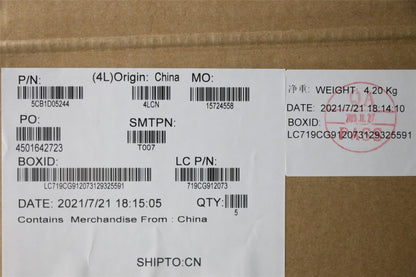 P/N: (4L)Origin: China MO:
5CB1D05244 4LCN 15724558
PO: SMTPN:
4501642723 T007
BOXID: LC P/N:
LC719CG912073129325591 719CG912073
DATE: 2021/7/21 18:15:05 QTY:
5
Contains Merchandise From : China
SHIPTO:CN
净重: WEIGHT 4.20 Kg
DATE: 2021/7/21 18:14:10
BOXID:
LC719CG912073129325591
QA
PASS